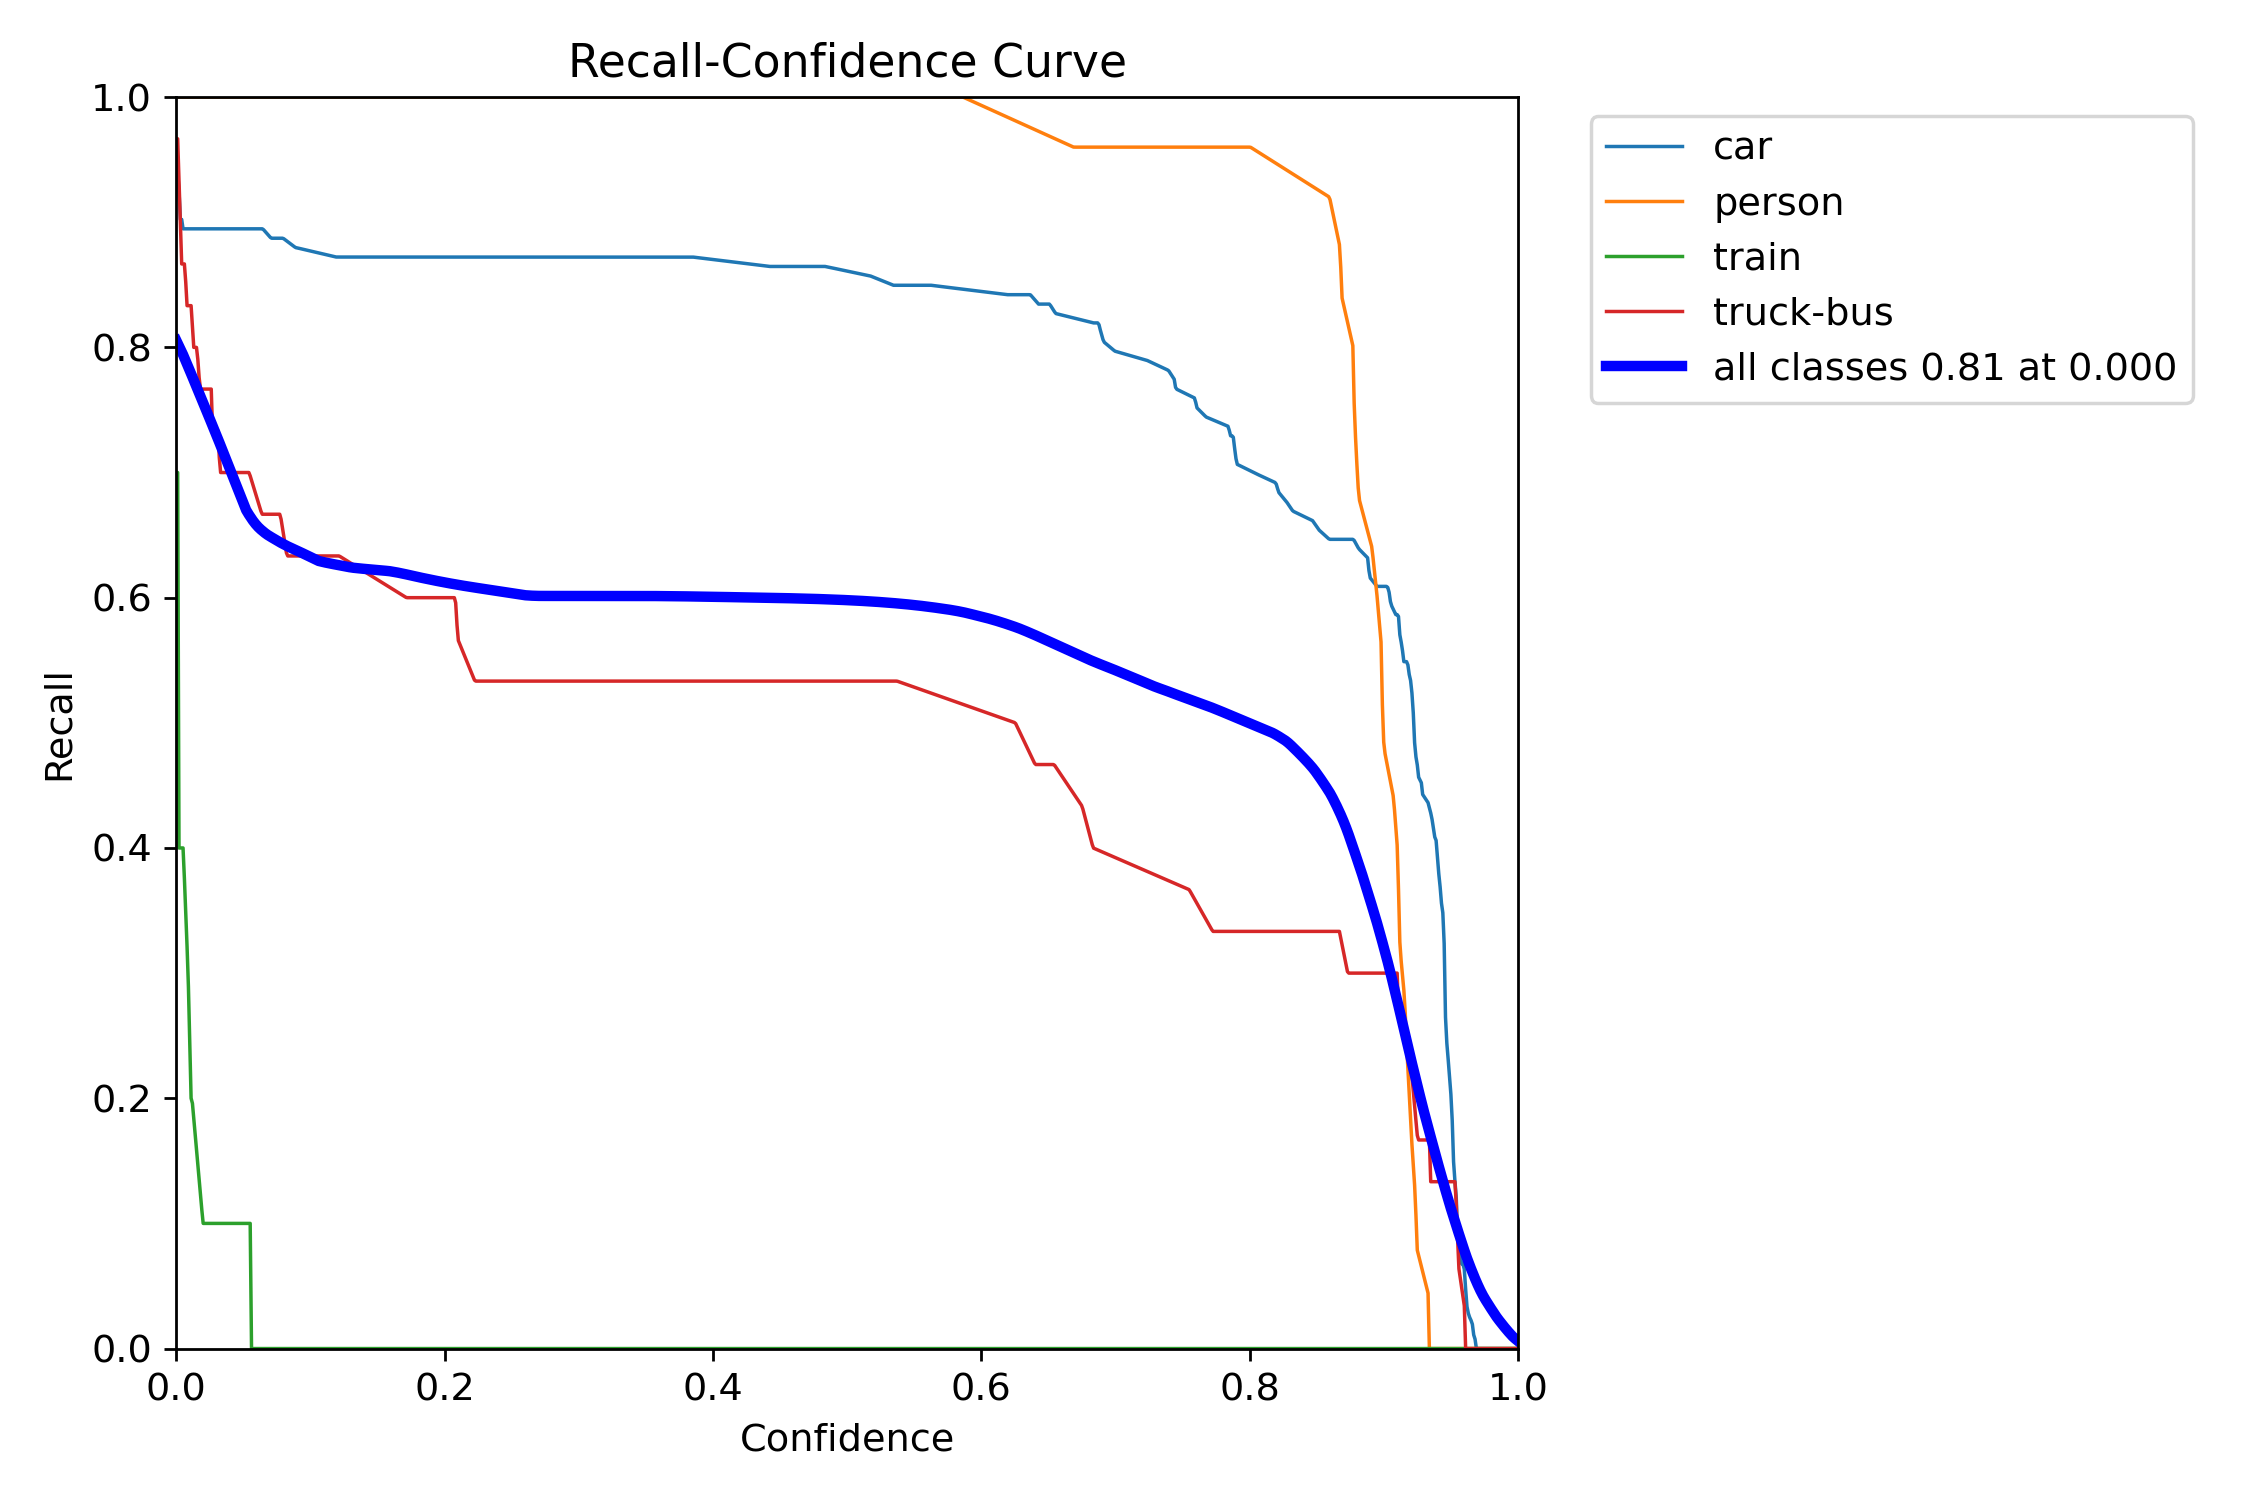 Recall-Confidence Curve
1.0
0.8
0.6
0.4
0.2
0.0
Recall
0.0 0.2 0.4 0.6 0.8 1.0
Confidence
car
person
train
truck-bus
all classes 0.81 at 0.000